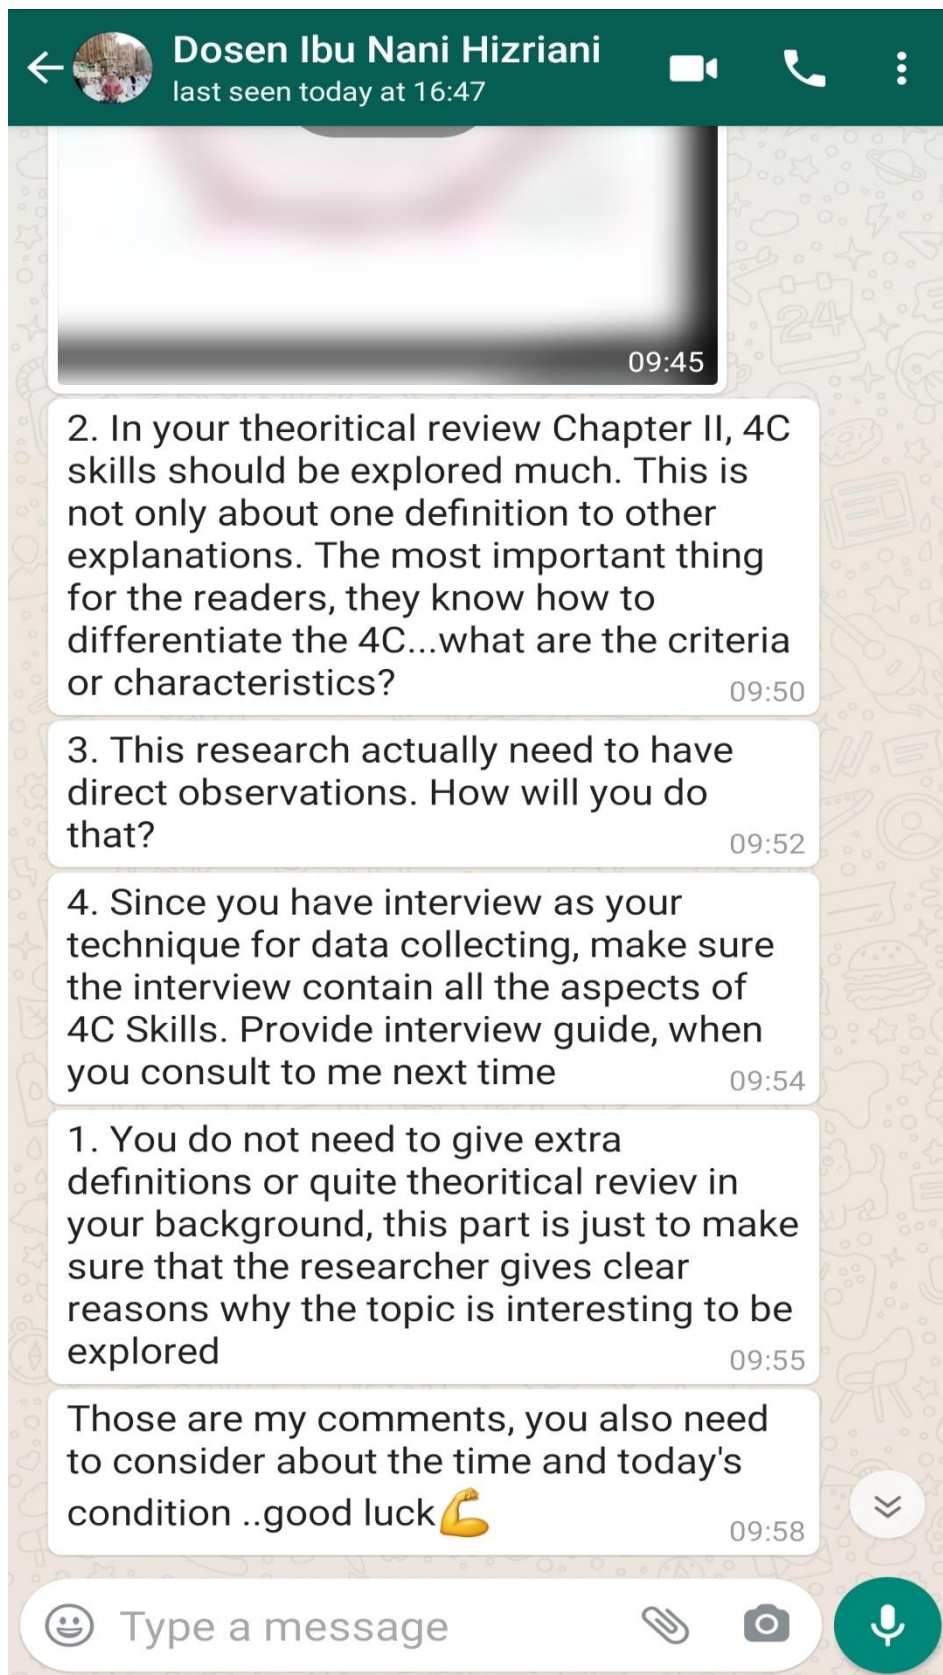 Dosen Ibu Nani Hizriani
last seen today at 16:47
09:45
2. In your theoritical review Chapter II, 4C
skills should be explored much. This is
not only about one definition to other
explanations. The most important thing
for the readers, they know how to
differentiate the 4C...what are the criteria
or characteristics?
09:50
3. This research actually need to have
direct observations. How will you do
that?
09:52
4. Since you have interview as your
technique for data collecting, make sure
the interview contain all the aspects of
4C Skills. Provide interview guide, when
you consult to me next time
09:54
1. You do not need to give extra
definitions or quite theoritical reviev in
your background, this part is just to make
sure that the researcher gives clear
reasons why the topic is interesting to be
explored
09:55
Those are my comments, you also need
to consider about the time and today's
condition ..good luck💪
09:58
Type a message